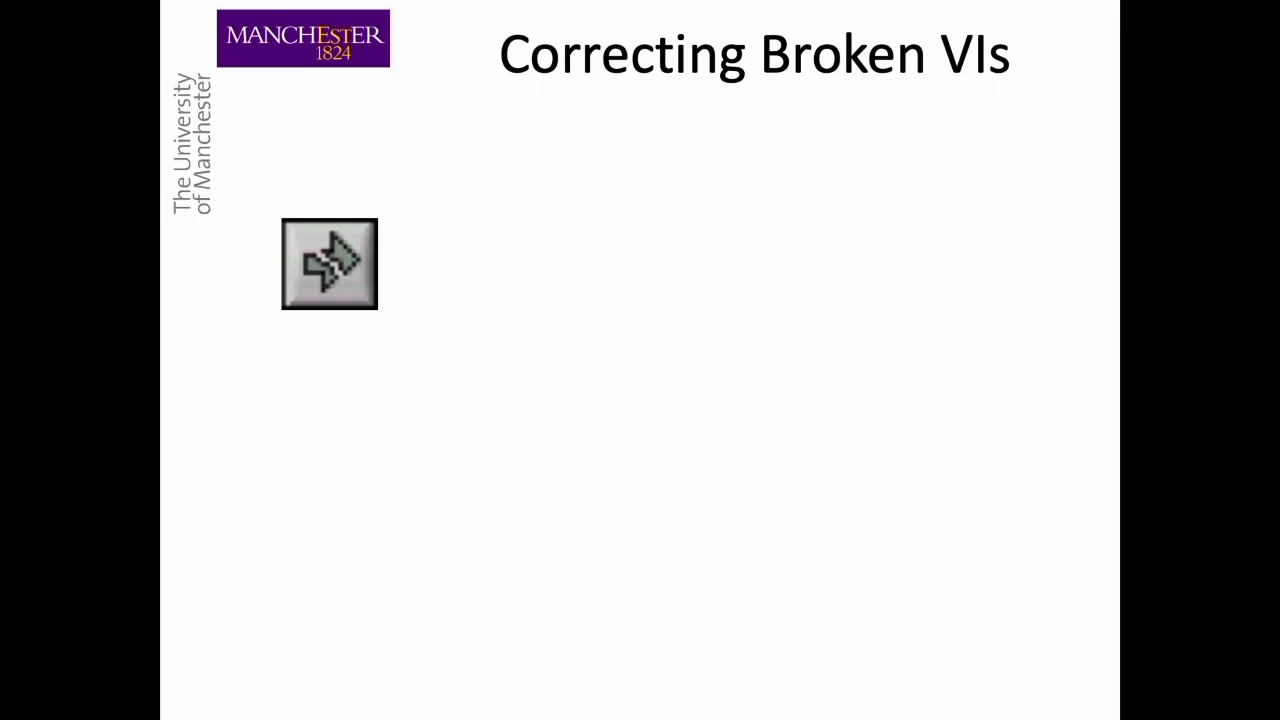 MANCHESTER
1824
The University
of Manchester
Correcting Broken VIs